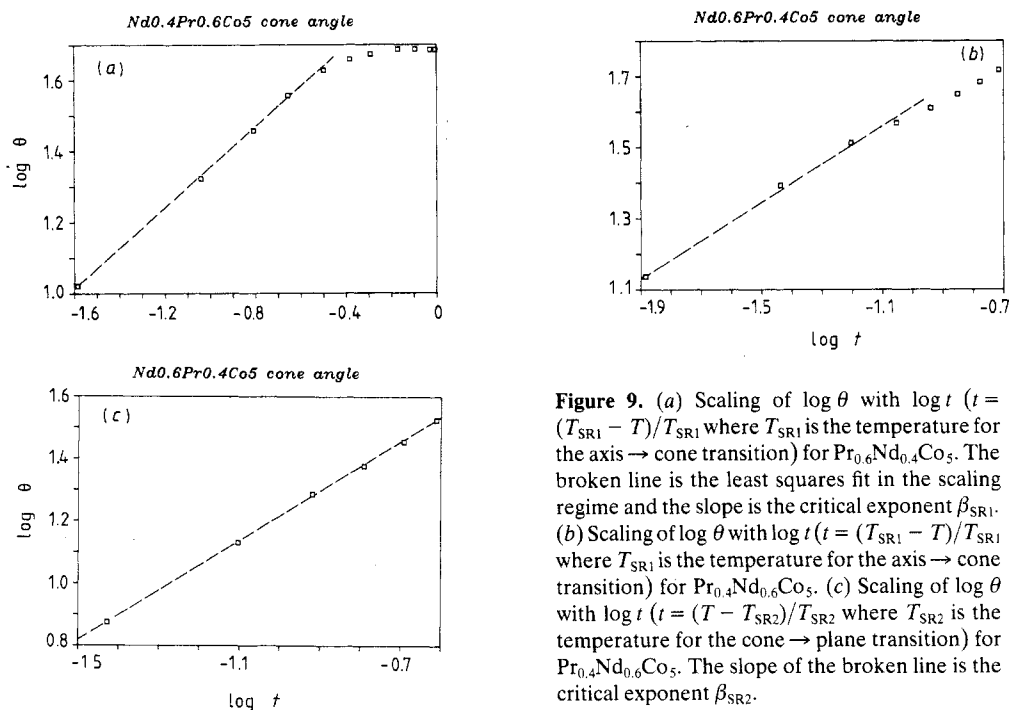 Nd0.4Pr0.6Co5 cone angle
(a)
1.6
1.4
1.2
1.0
log θ
-1.6
-1.2
-0.8
-0.4
0
Nd0.6Pr0.4Co5 cone angle
(b)
1.7
1.5
1.3
1.1
-1.9
-1.5
-1.1
-0.7
log t
Nd0.6Pr0.4Co5 cone angle
(c)
1.6
1.4
1.2
1.0
0.8
log θ
-1.5
-1.1
-0.7
log t
Figure 9. (a) Scaling of log θ with log t (t =
(T_SR1 − T)/T_SR1 where T_SR1 is the temperature for
the axis → cone transition) for Pr₀.₆Nd₀.₄Co₅. The
broken line is the least squares fit in the scaling
regime and the slope is the critical exponent β_SR1.
(b) Scaling of log θ with log t (t = (T_SR1 − T)/T_SR1
where T_SR1 is the temperature for the axis → cone
transition) for Pr₀.₄Nd₀.₆Co₅. (c) Scaling of log θ
with log t (t = (T − T_SR2)/T_SR2 where T_SR2 is the
temperature for the cone → plane transition) for
Pr₀.₄Nd₀.₆Co₅. The slope of the broken line is the
critical exponent β_SR2.